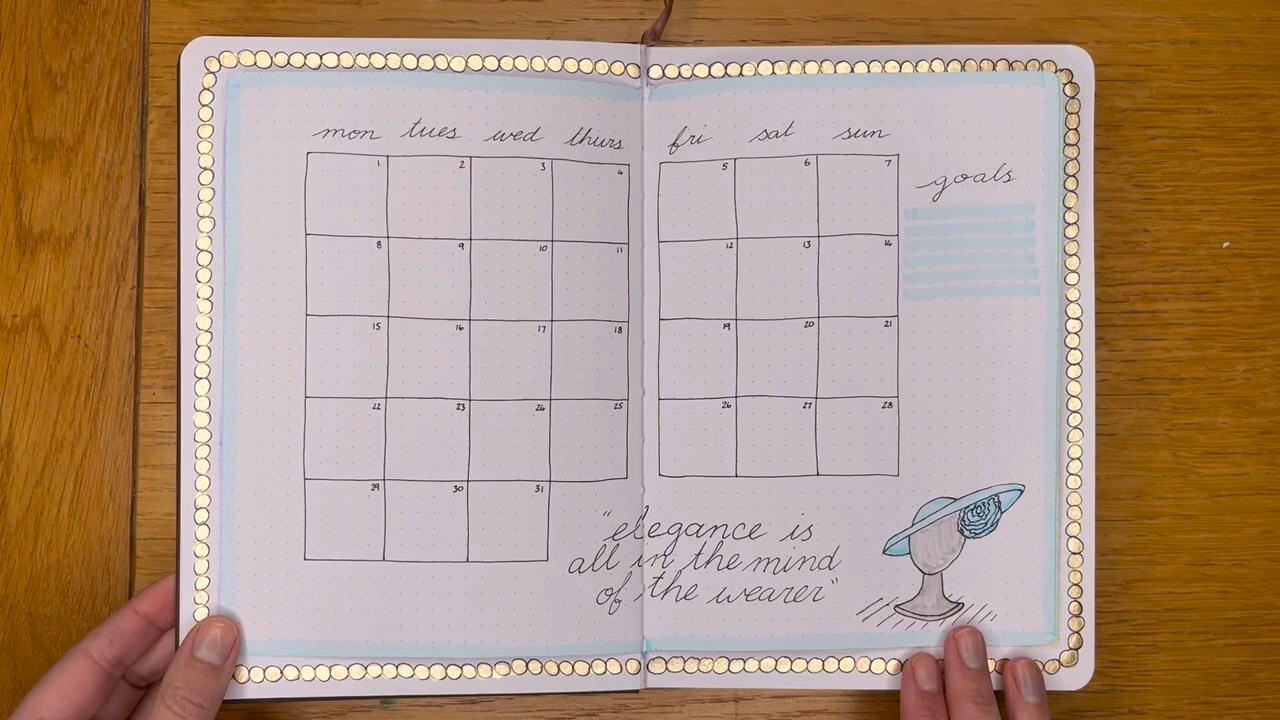 mon tues wed thurs fri sat sun
1 2 3 4 5 6 7
goals
8 9 10 11 12 13 14
15 16 17 18 19 20 21
22 23 24 25 26 27 28
29 30 31
"elegance is
all in the mind
of the wearer"